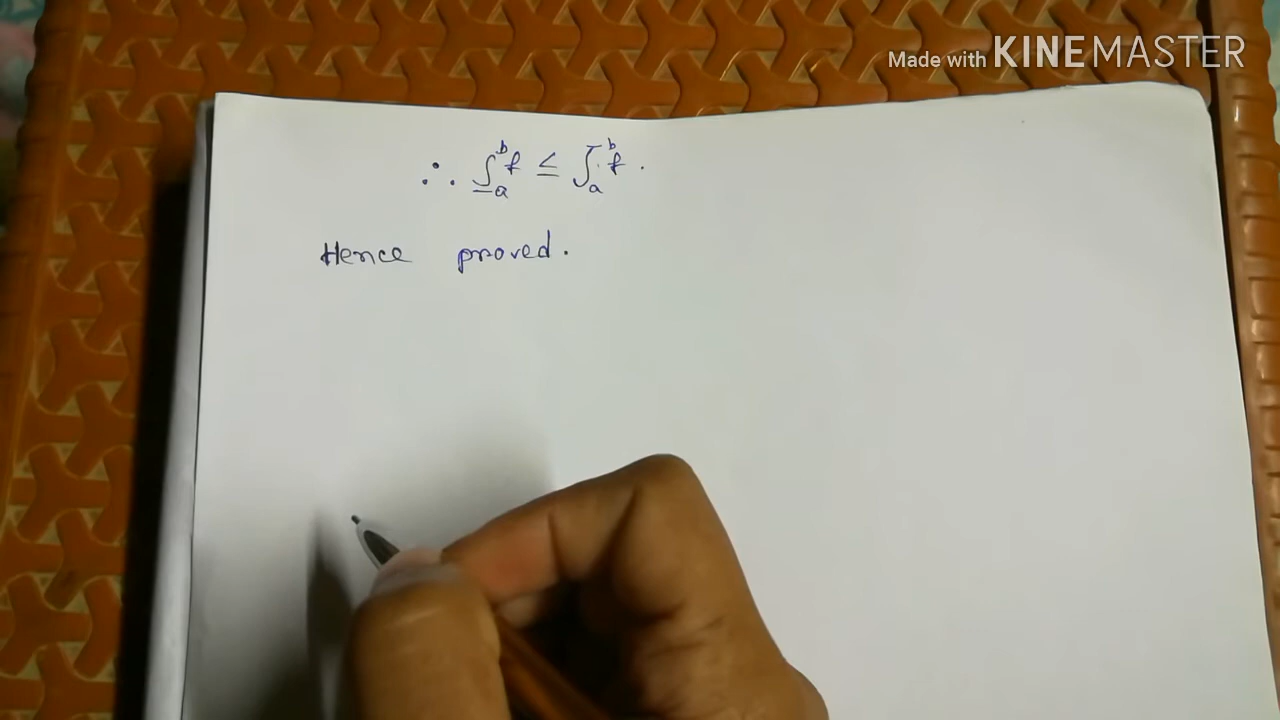 Made with KINEMASTER
∴ ∫̲ₐᵇ f ≤ ∫̅ₐᵇ f.
Hence proved.